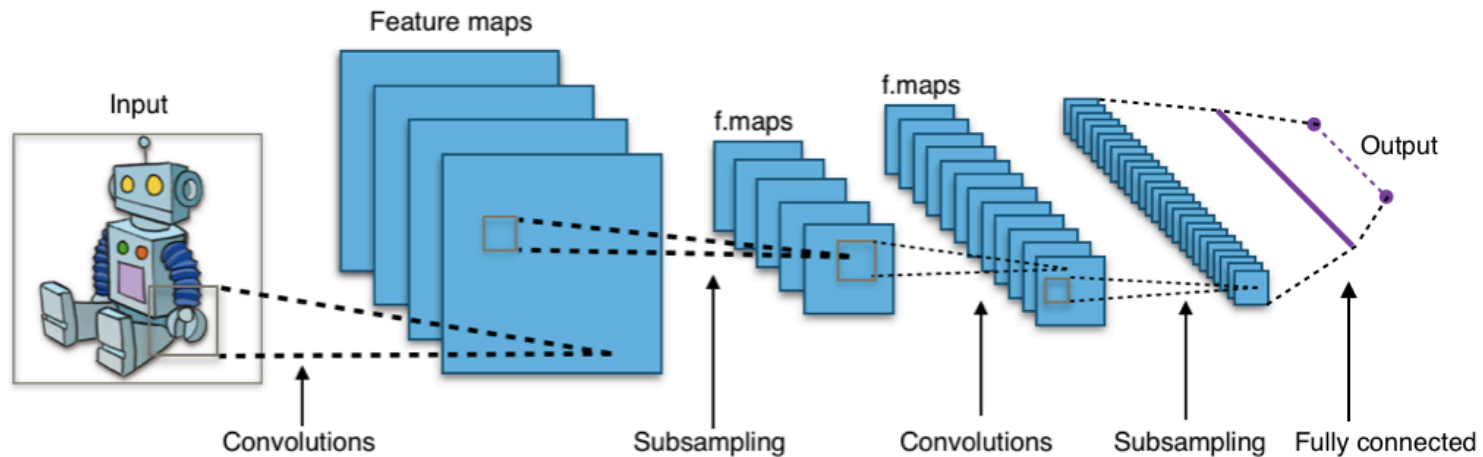 Feature maps
Input
f.maps
f.maps
Output
Convolutions
Subsampling
Convolutions
Subsampling
Fully connected